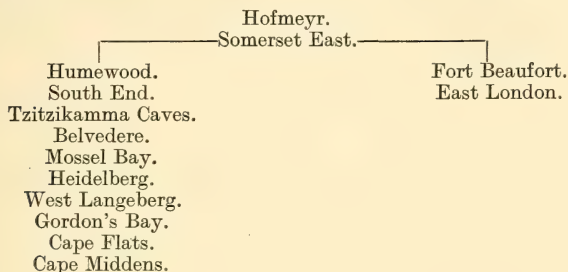 Hofmeyr.
Somerset East.
Humewood.
South End.
Tzitzikamma Caves.
Belvedere.
Mossel Bay.
Heidelberg.
West Langeberg.
Gordon's Bay.
Cape Flats.
Cape Middens.
Fort Beaufort.
East London.